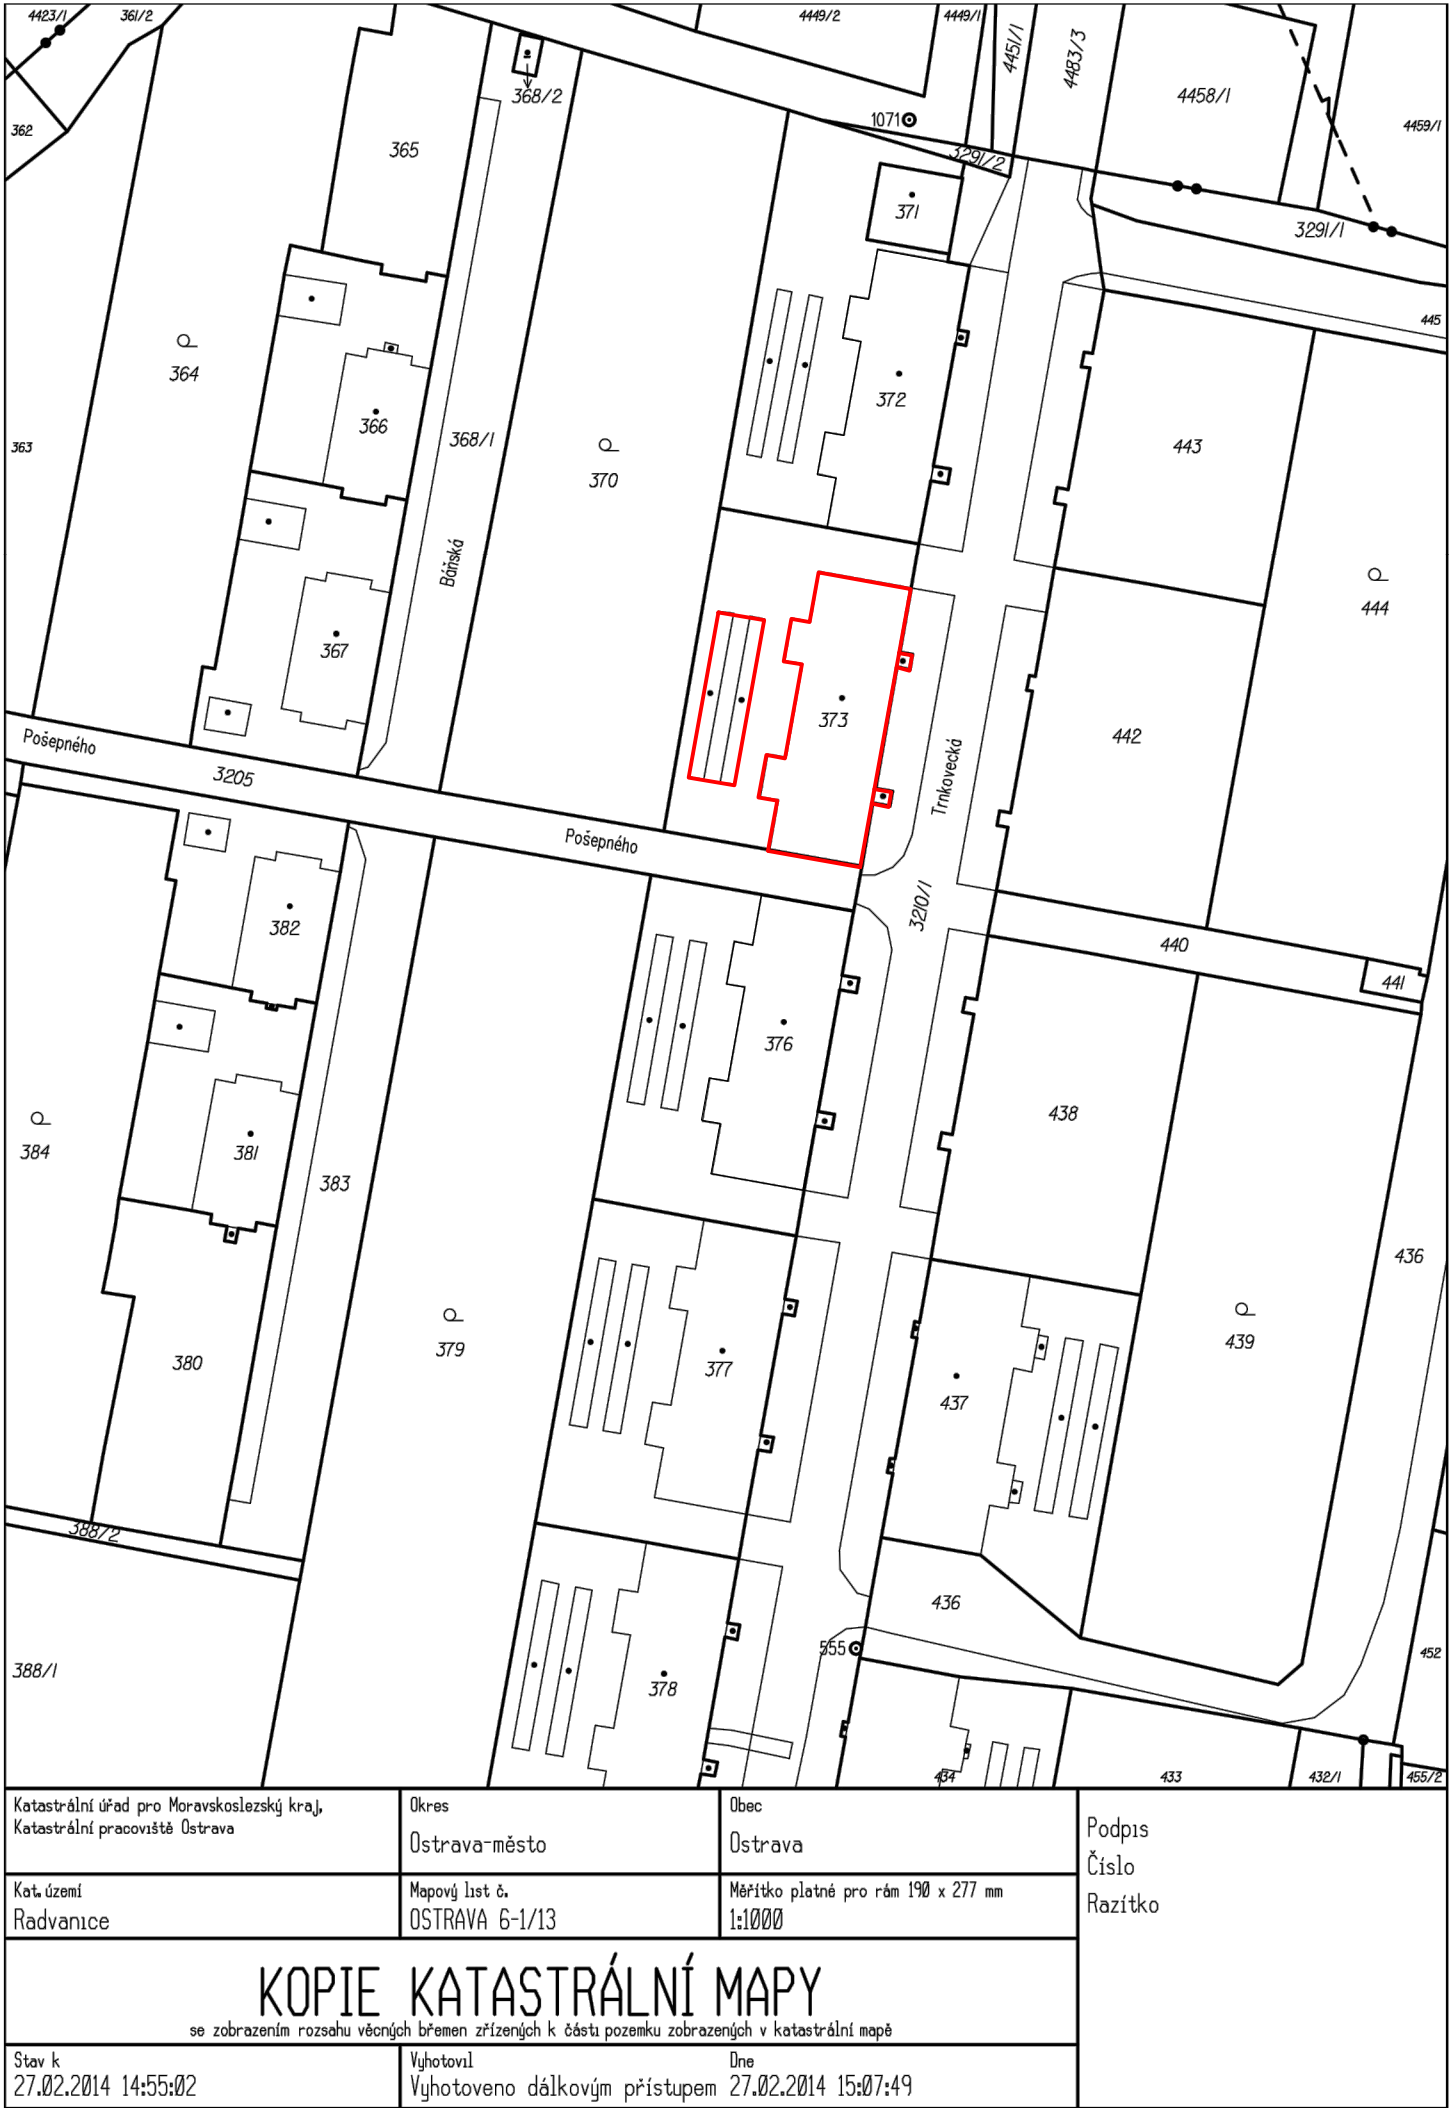 4423/1
361/2
4449/2
4449/1
4451/1
4483/3
4458/1
4459/1
362
368/2
1071
365
3291/2
371
3291/1
445
364
372
366
368/1
363
370
443
Báňská
444
367
373
442
Trnkovecká
Pošepného
3205
Pošepného
3210/1
382
440
441
376
438
384
381
383
436
379
380
377
439
437
388/2
436
555
388/1
378
452
434
433
432/1
455/2
Katastrální úřad pro Moravskoslezský kraj,
Katastrální pracoviště Ostrava
Okres
Ostrava-město
Obec
Ostrava
Podpis
Číslo
Razítko
Kat. území
Radvanice
Mapový list č.
OSTRAVA 6-1/13
Měřítko platné pro rám 190 x 277 mm
1:1000
KOPIE KATASTRÁLNÍ MAPY
se zobrazením rozsahu věcných břemen zřízených k části pozemku zobrazených v katastrální mapě
Stav k
27.02.2014 14:55:02
Vyhotovil
Vyhotoveno dálkovým přístupem
Dne
27.02.2014 15:07:49